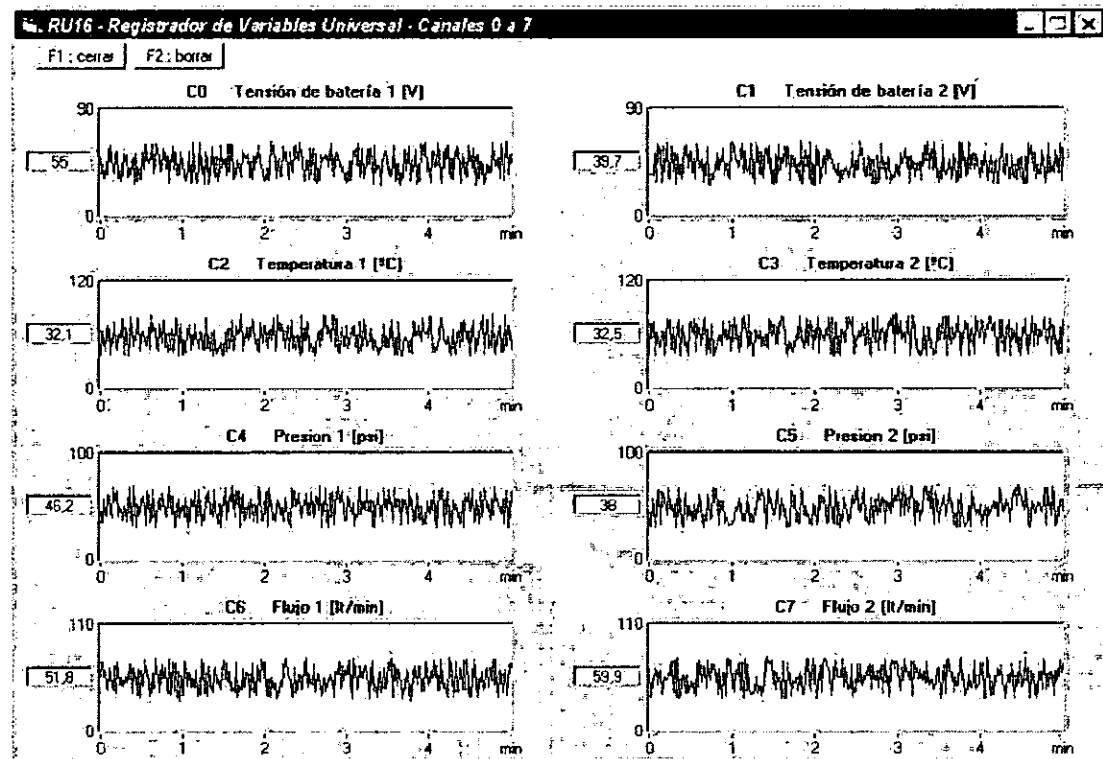 RU16 - Registrador de Variables Universal - Canales 0 a 7
F1 : cerrar F2 : borrar
C0 Tensión de batería 1 [V]
90
55
0
0 1 2 3 4 min
C1 Tensión de batería 2 [V]
90
39,7
0
0 1 2 3 4 min
C2 Temperatura 1 [ºC]
120
32,1
0
0 1 2 3 4 min
C3 Temperatura 2 [ºC]
120
32,5
0
0 1 2 3 4 min
C4 Presion 1 [psi]
100
46,2
0
0 1 2 3 4 min
C5 Presion 2 [psi]
100
38
0
0 1 2 3 4 min
C6 Flujo 1 [lt/min]
110
51,8
0
0 1 2 3 4 min
C7 Flujo 2 [lt/min]
110
59,9
0
0 1 2 3 4 min